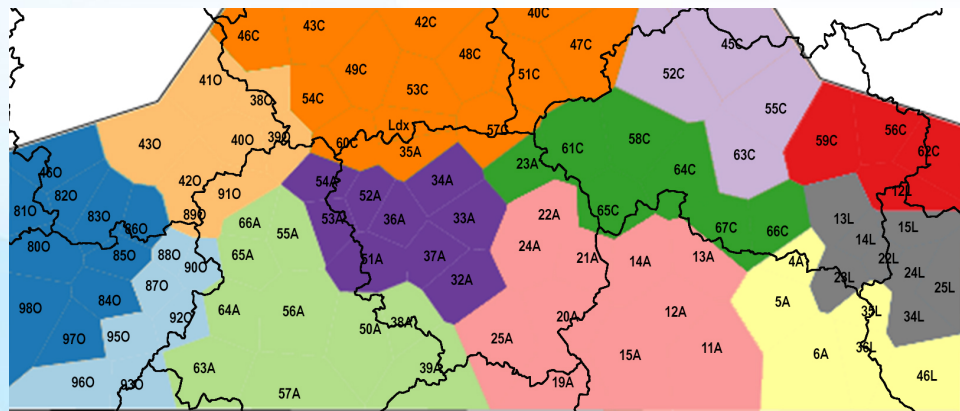 40C
43C 42C
46C 45C
47C
48C
49C 51C 52C
41O 53C
38O 54C 55C
Ldx 57C 56C
39O 58C 59C
40O 60C 61C
43O 35A 62C
23A 63C
46O 42O 54A 34A 64C
82O 91O 52A 12L
81O 83O 89O 53A 36A 33A 22A 65C 13L
86O 66A 67C 66C 15L
80O 55A 14L
88O 65A 24A
85O 90O 51A 37A 21A 14A 13A 4A 22L
87O 32A 23L 24L
84O 25L
98O 64A 56A 5A
92O 38A 20A 12A 35L 34L
97O 95O 50A
25A 15A 11A 6A 36L
63A 39A
96O 93O 19A 46L
57A